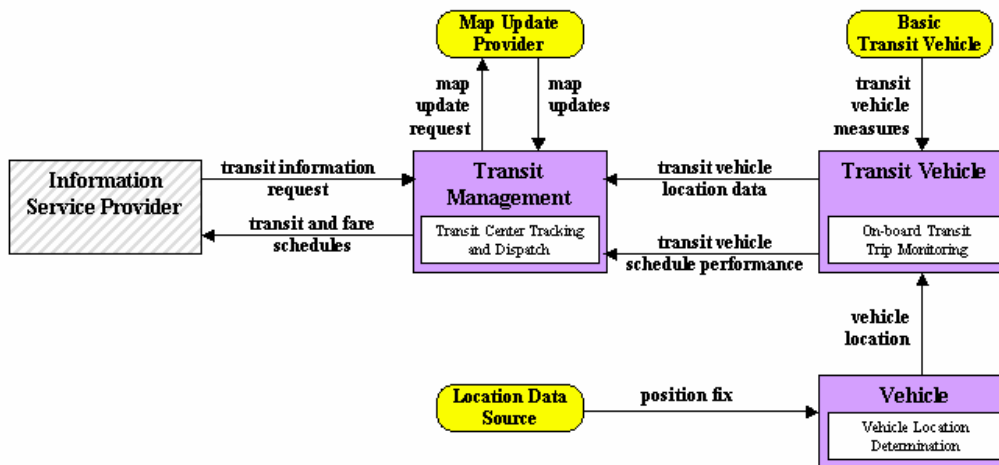 Map Update
Provider
Basic
Transit Vehicle
map
update
request
map
updates
transit
vehicle
measures
Information
Service Provider
transit information
request
transit and fare
schedules
Transit
Management
Transit Center Tracking
and Dispatch
transit vehicle
location data
transit vehicle
schedule performance
Transit Vehicle
On-board Transit
Trip Monitoring
vehicle
location
Location Data
Source
position fix
Vehicle
Vehicle Location
Determination